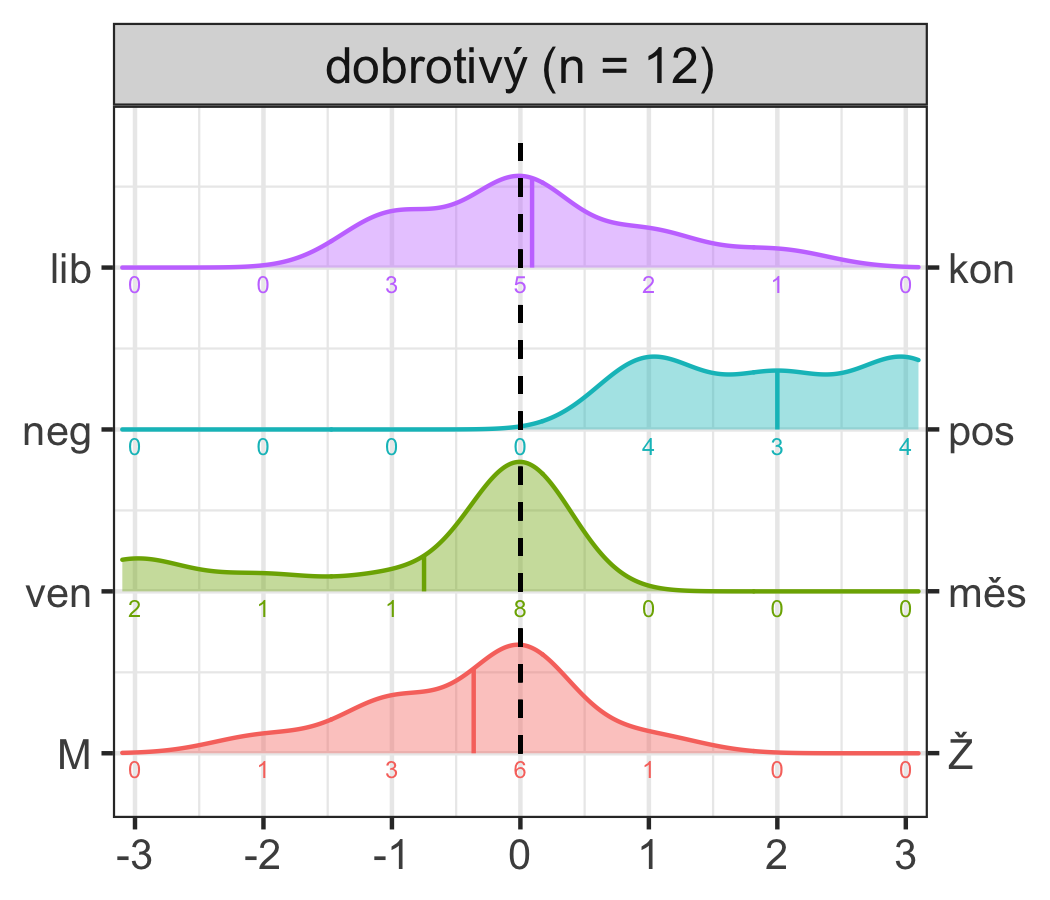 dobrotivý (n = 12)
lib kon
0 0 3 5 2 1 0
neg pos
0 0 0 0 4 3 4
ven měs
2 1 1 8 0 0 0
M Ž
0 1 3 6 1 0 0
-3 -2 -1 0 1 2 3